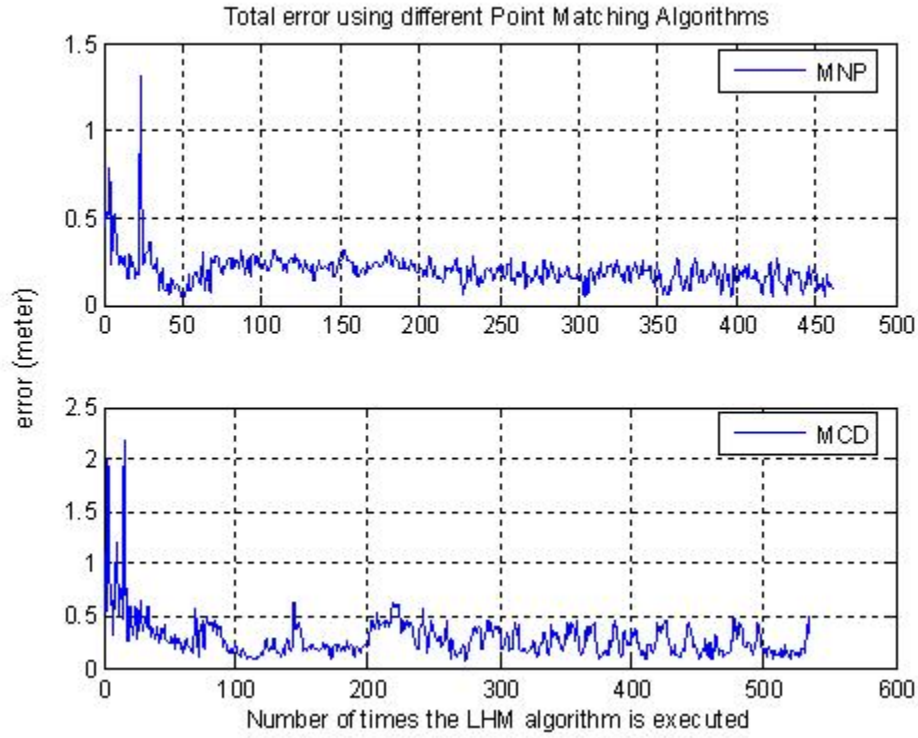 Total error using different Point Matching Algorithms
1.5
1
0.5
0
MNP
0 50 100 150 200 250 300 350 400 450 500
error (meter)
2.5
2
1.5
1
0.5
0
MCD
0 100 200 300 400 500 600
Number of times the LHM algorithm is executed